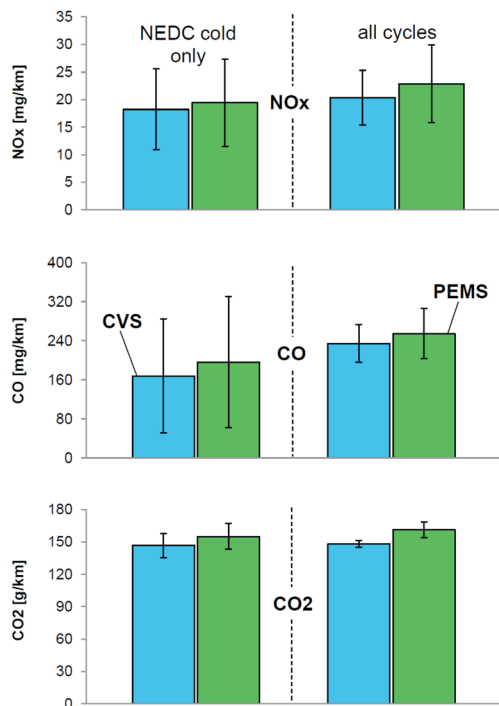 NEDC cold
only
all cycles
NOx
NOx [mg/km]
35
30
25
20
15
10
5
0
CVS
PEMS
CO
CO [mg/km]
400
320
240
160
80
0
CO2
CO2 [g/km]
180
150
120
90
60
30
0